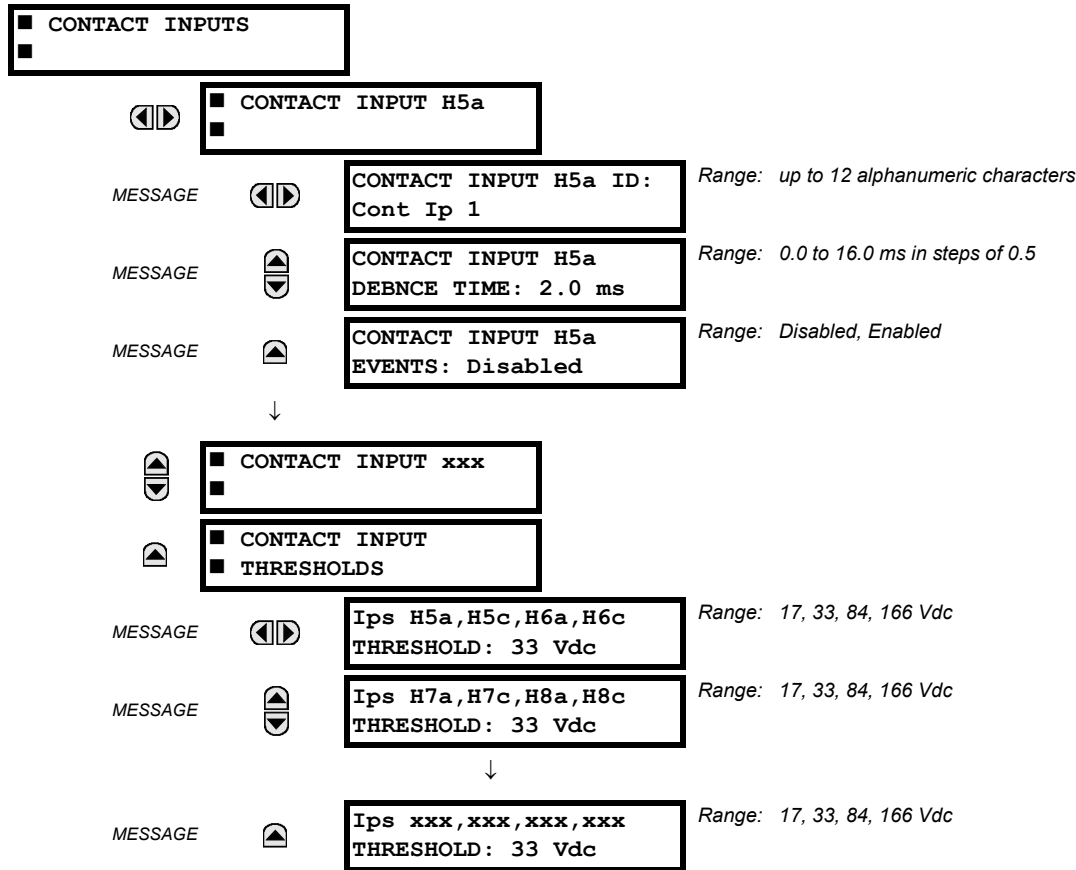 ■ CONTACT INPUTS
■
■ CONTACT INPUT H5a
■
MESSAGE
CONTACT INPUT H5a ID:
Cont Ip 1
Range: up to 12 alphanumeric characters
MESSAGE
CONTACT INPUT H5a
DEBNCE TIME: 2.0 ms
Range: 0.0 to 16.0 ms in steps of 0.5
MESSAGE
CONTACT INPUT H5a
EVENTS: Disabled
Range: Disabled, Enabled
↓
■ CONTACT INPUT xxx
■
■ CONTACT INPUT
■ THRESHOLDS
MESSAGE
Ips H5a,H5c,H6a,H6c
THRESHOLD: 33 Vdc
Range: 17, 33, 84, 166 Vdc
MESSAGE
Ips H7a,H7c,H8a,H8c
THRESHOLD: 33 Vdc
Range: 17, 33, 84, 166 Vdc
↓
MESSAGE
Ips xxx,xxx,xxx,xxx
THRESHOLD: 33 Vdc
Range: 17, 33, 84, 166 Vdc